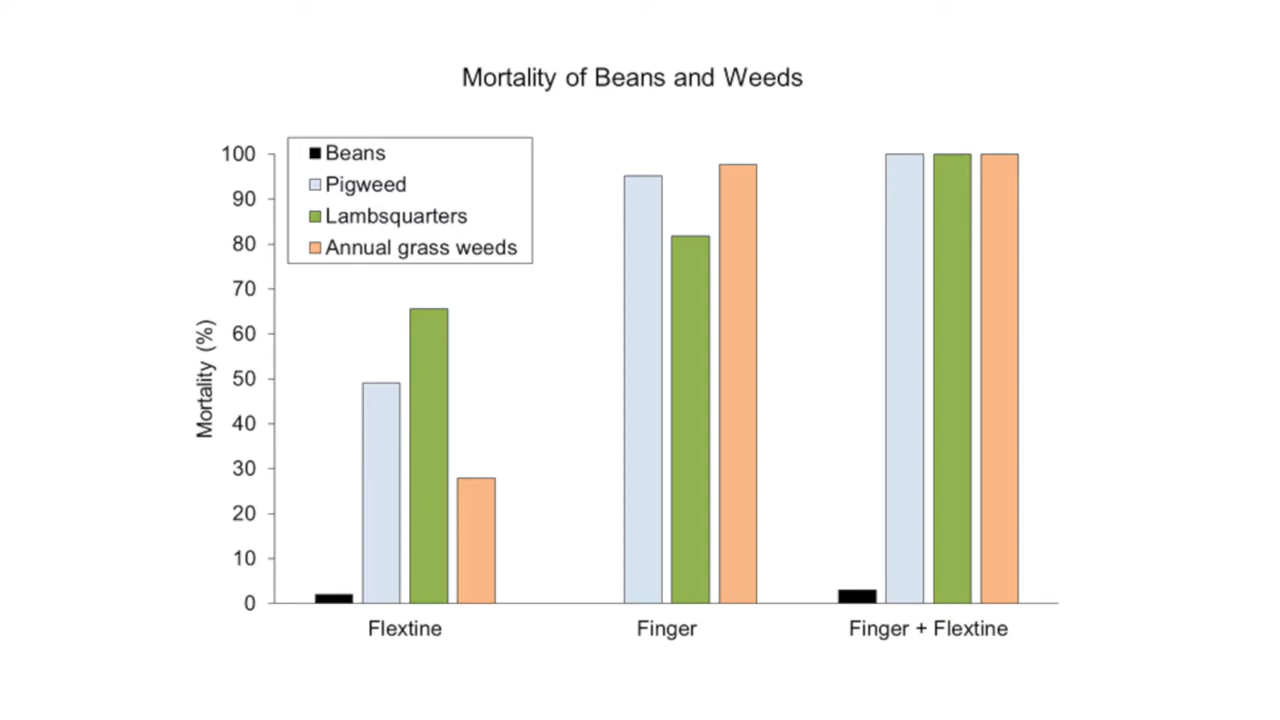 Mortality of Beans and Weeds
Beans
Pigweed
Lambsquarters
Annual grass weeds
Mortality (%)
100
90
80
70
60
50
40
30
20
10
0
Flextine
Finger
Finger + Flextine